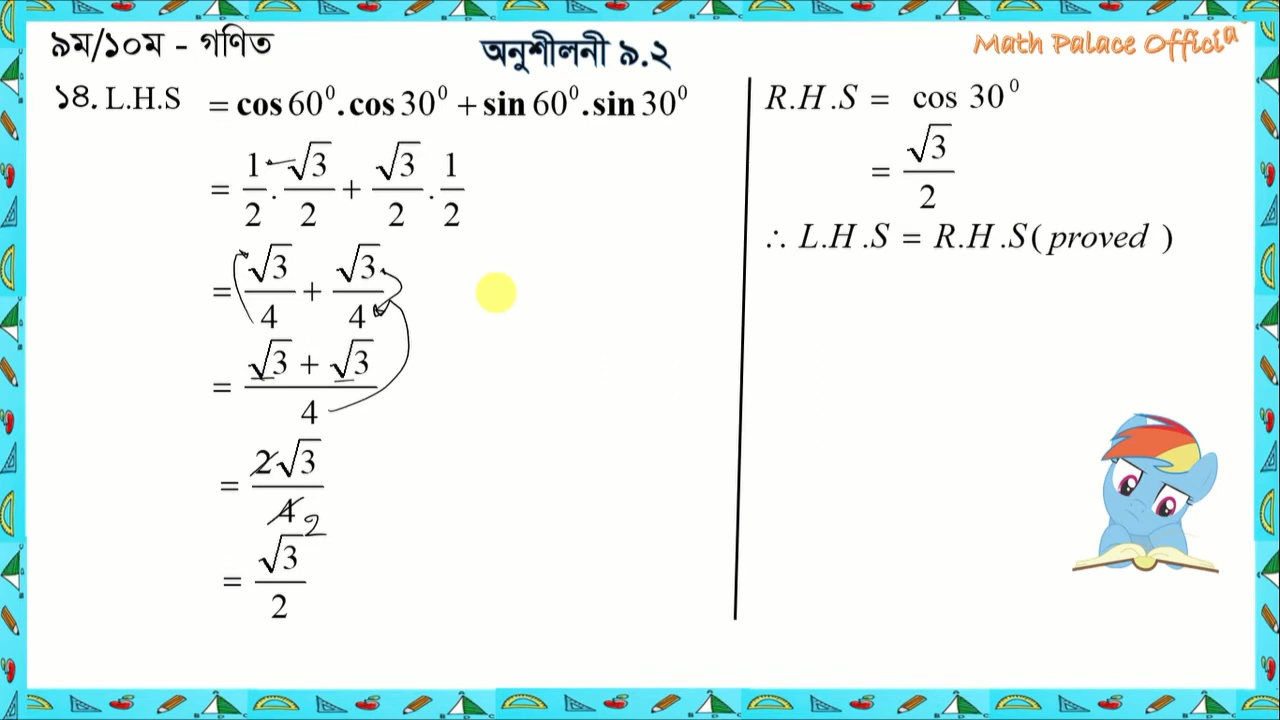 ৯ম/১০ম - গণিত
অনুশীলনী ৯.২
Math Palace Official
১৪. L.H.S = cos 60⁰ . cos 30⁰ + sin 60⁰ . sin 30⁰
= 1/2 . √3/2 + √3/2 . 1/2
= √3/4 + √3/4
= (√3 + √3)/4
= 2√3/4 2
= √3/2
R.H.S = cos 30⁰
= √3/2
∴ L.H.S = R.H.S (proved )